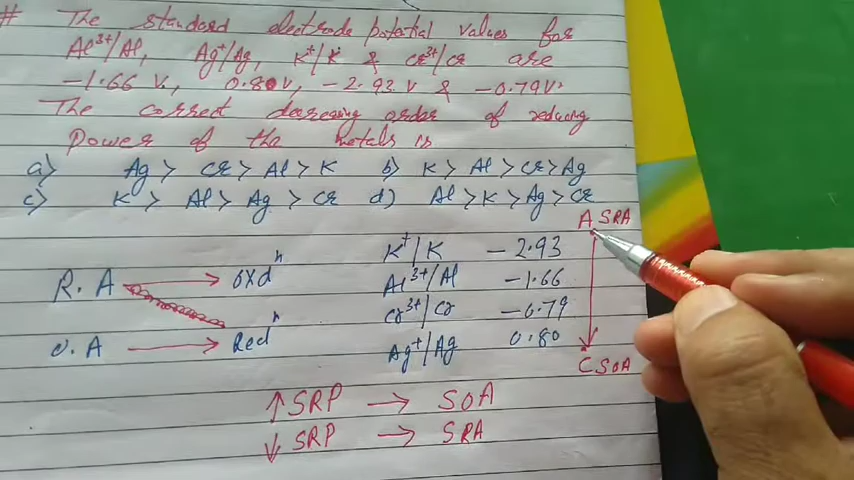 # The standard electrode potential values for
Al³⁺/Al, Ag⁺/Ag, K⁺/K & Cr³⁺/Cr are
-1.66 V, 0.80 V, -2.93 V & -0.79 V.
The correct decreasing order of reducing
Power of the metals is
a) Ag > Cr > Al > K b) K > Al > Cr > Ag
c) K > Al > Ag > Cr d) Al > K > Ag > Cr
A SRA
K⁺/K -2.93
R.A → oxdⁿ Al³⁺/Al -1.66
Cr³⁺/Cr -0.79
O.A → Redⁿ Ag⁺/Ag 0.80
C SOA
↑ SRP → SOA
↓ SRP → SRA